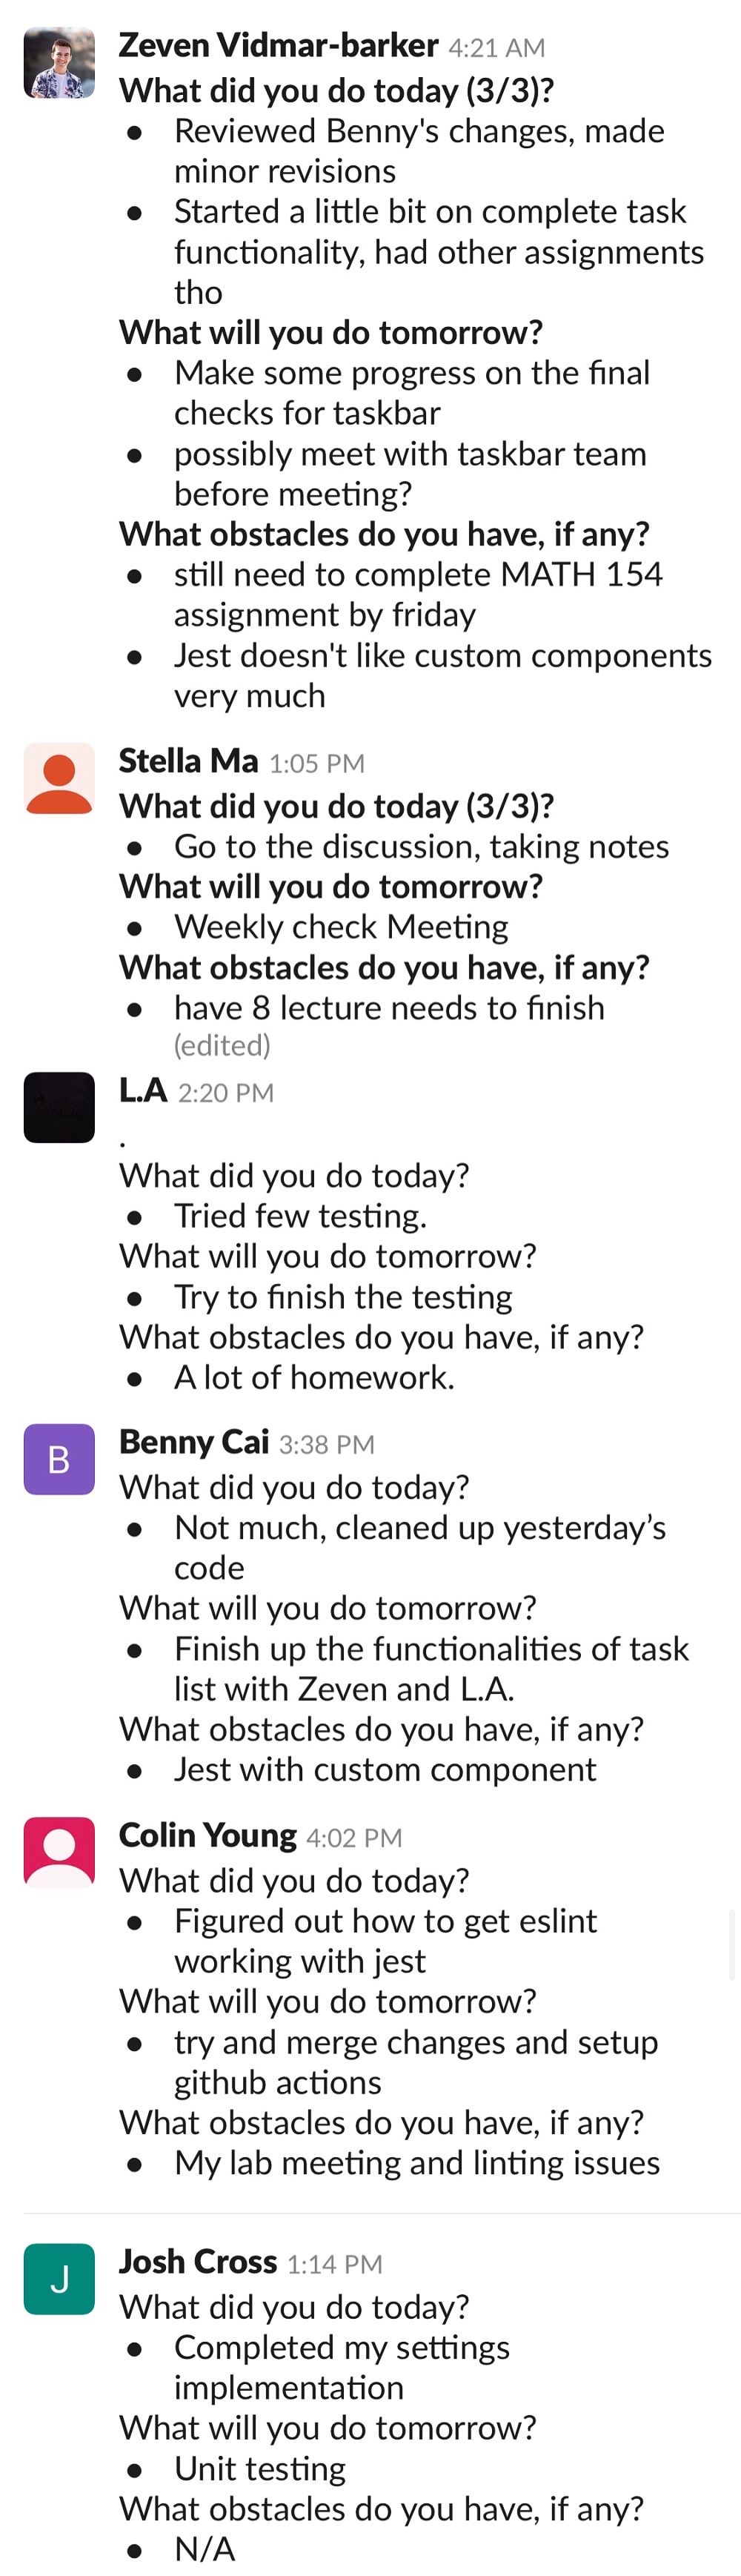 Zeven Vidmar-barker 4:21 AM
What did you do today (3/3)?
• Reviewed Benny's changes, made
minor revisions
• Started a little bit on complete task
functionality, had other assignments
tho
What will you do tomorrow?
• Make some progress on the final
checks for taskbar
• possibly meet with taskbar team
before meeting?
What obstacles do you have, if any?
• still need to complete MATH 154
assignment by friday
• Jest doesn't like custom components
very much
Stella Ma 1:05 PM
What did you do today (3/3)?
• Go to the discussion, taking notes
What will you do tomorrow?
• Weekly check Meeting
What obstacles do you have, if any?
• have 8 lecture needs to finish
(edited)
L.A 2:20 PM
.
What did you do today?
• Tried few testing.
What will you do tomorrow?
• Try to finish the testing
What obstacles do you have, if any?
• A lot of homework.
B
Benny Cai 3:38 PM
What did you do today?
• Not much, cleaned up yesterday’s
code
What will you do tomorrow?
• Finish up the functionalities of task
list with Zeven and L.A.
What obstacles do you have, if any?
• Jest with custom component
Colin Young 4:02 PM
What did you do today?
• Figured out how to get eslint
working with jest
What will you do tomorrow?
• try and merge changes and setup
github actions
What obstacles do you have, if any?
• My lab meeting and linting issues
J
Josh Cross 1:14 PM
What did you do today?
• Completed my settings
implementation
What will you do tomorrow?
• Unit testing
What obstacles do you have, if any?
• N/A